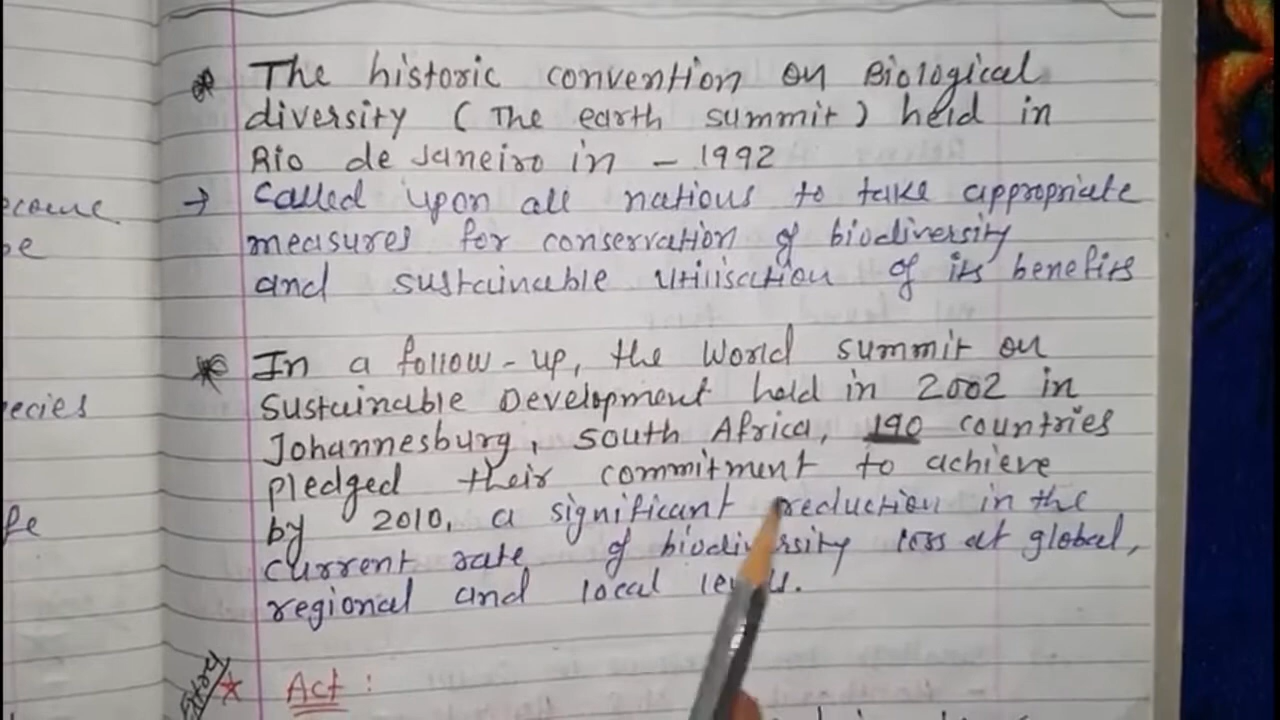 * The historic convention on Biological
diversity ( The earth summit ) held in
Rio de Janeiro in - 1992
→ Called upon all nations to take appropriate
measures for conservation of biodiversity
and sustainable utilisation of its benefits
* In a follow-up, the World summit on
Sustainable Development held in 2002 in
Johannesburg, South Africa, 190 countries
pledged their commitment to achieve
by 2010, a significant reduction in the
current rate of biodiversity loss at global,
regional and local levels.
Extra
* Act :
ecies